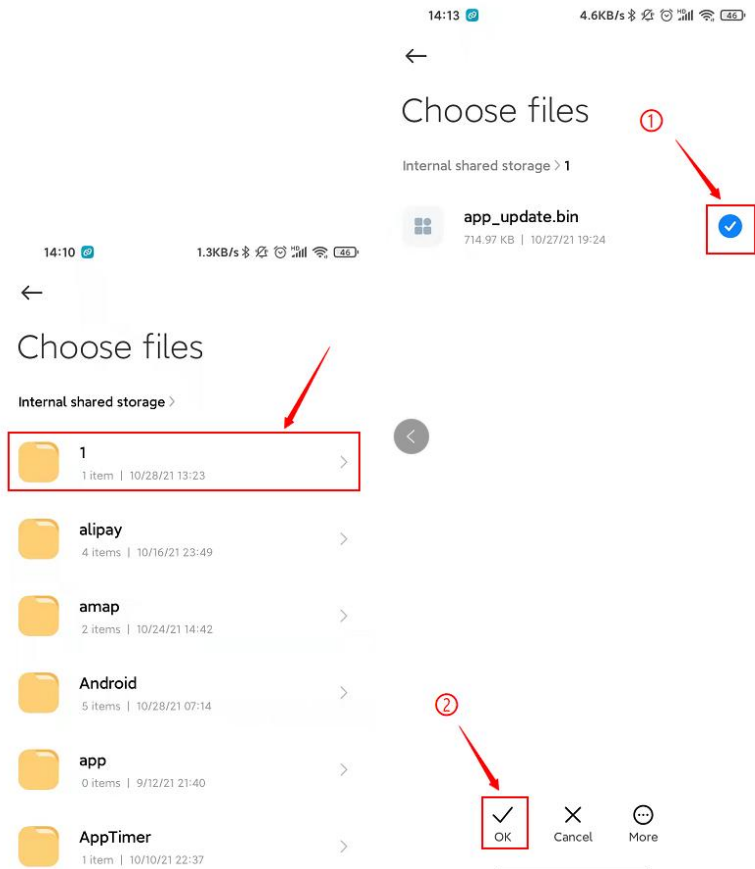 14:10
1.3KB/s
HD
46
Choose files
Internal shared storage >
1
1 item | 10/28/21 13:23
alipay
4 items | 10/16/21 23:49
amap
2 items | 10/24/21 14:42
Android
5 items | 10/28/21 07:14
app
0 items | 9/12/21 21:40
AppTimer
1 item | 10/10/21 22:37
14:13
4.6KB/s
HD
46
Choose files
①
Internal shared storage > 1
app_update.bin
714.97 KB | 10/27/21 19:24
②
OK
Cancel
More